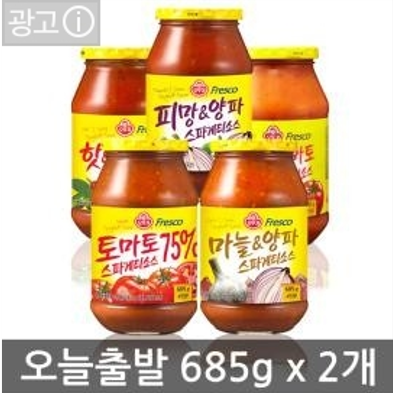 광고 ⓘ
Fresco
피망&양파
스파게티소스
Fresco
토마토75%
스파게티소스
Fresco
마늘&양파
스파게티소스
오늘출발 685g x 2개